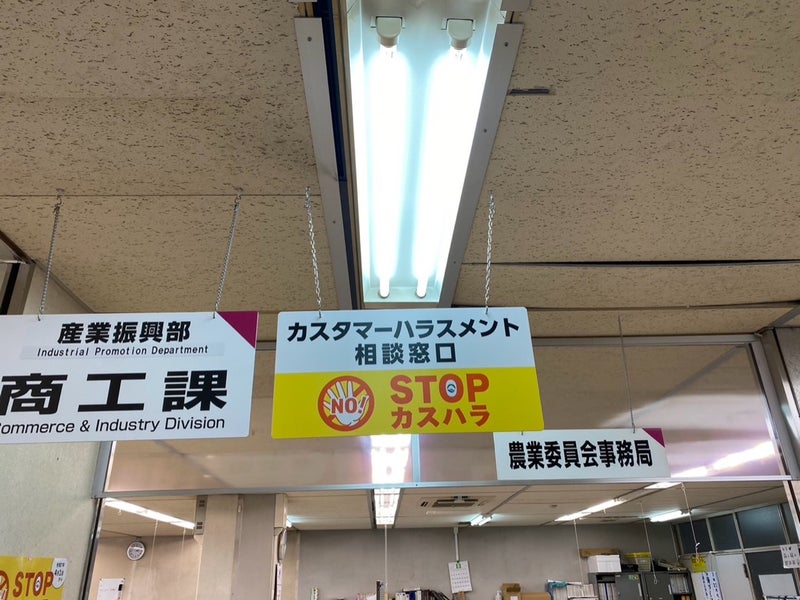 産業振興部
Industrial Promotion Department
商工課
ommerce & Industry Division
カスタマーハラスメント
相談窓口
NO!
STOP
カスハラ
農業委員会事務局
STOP